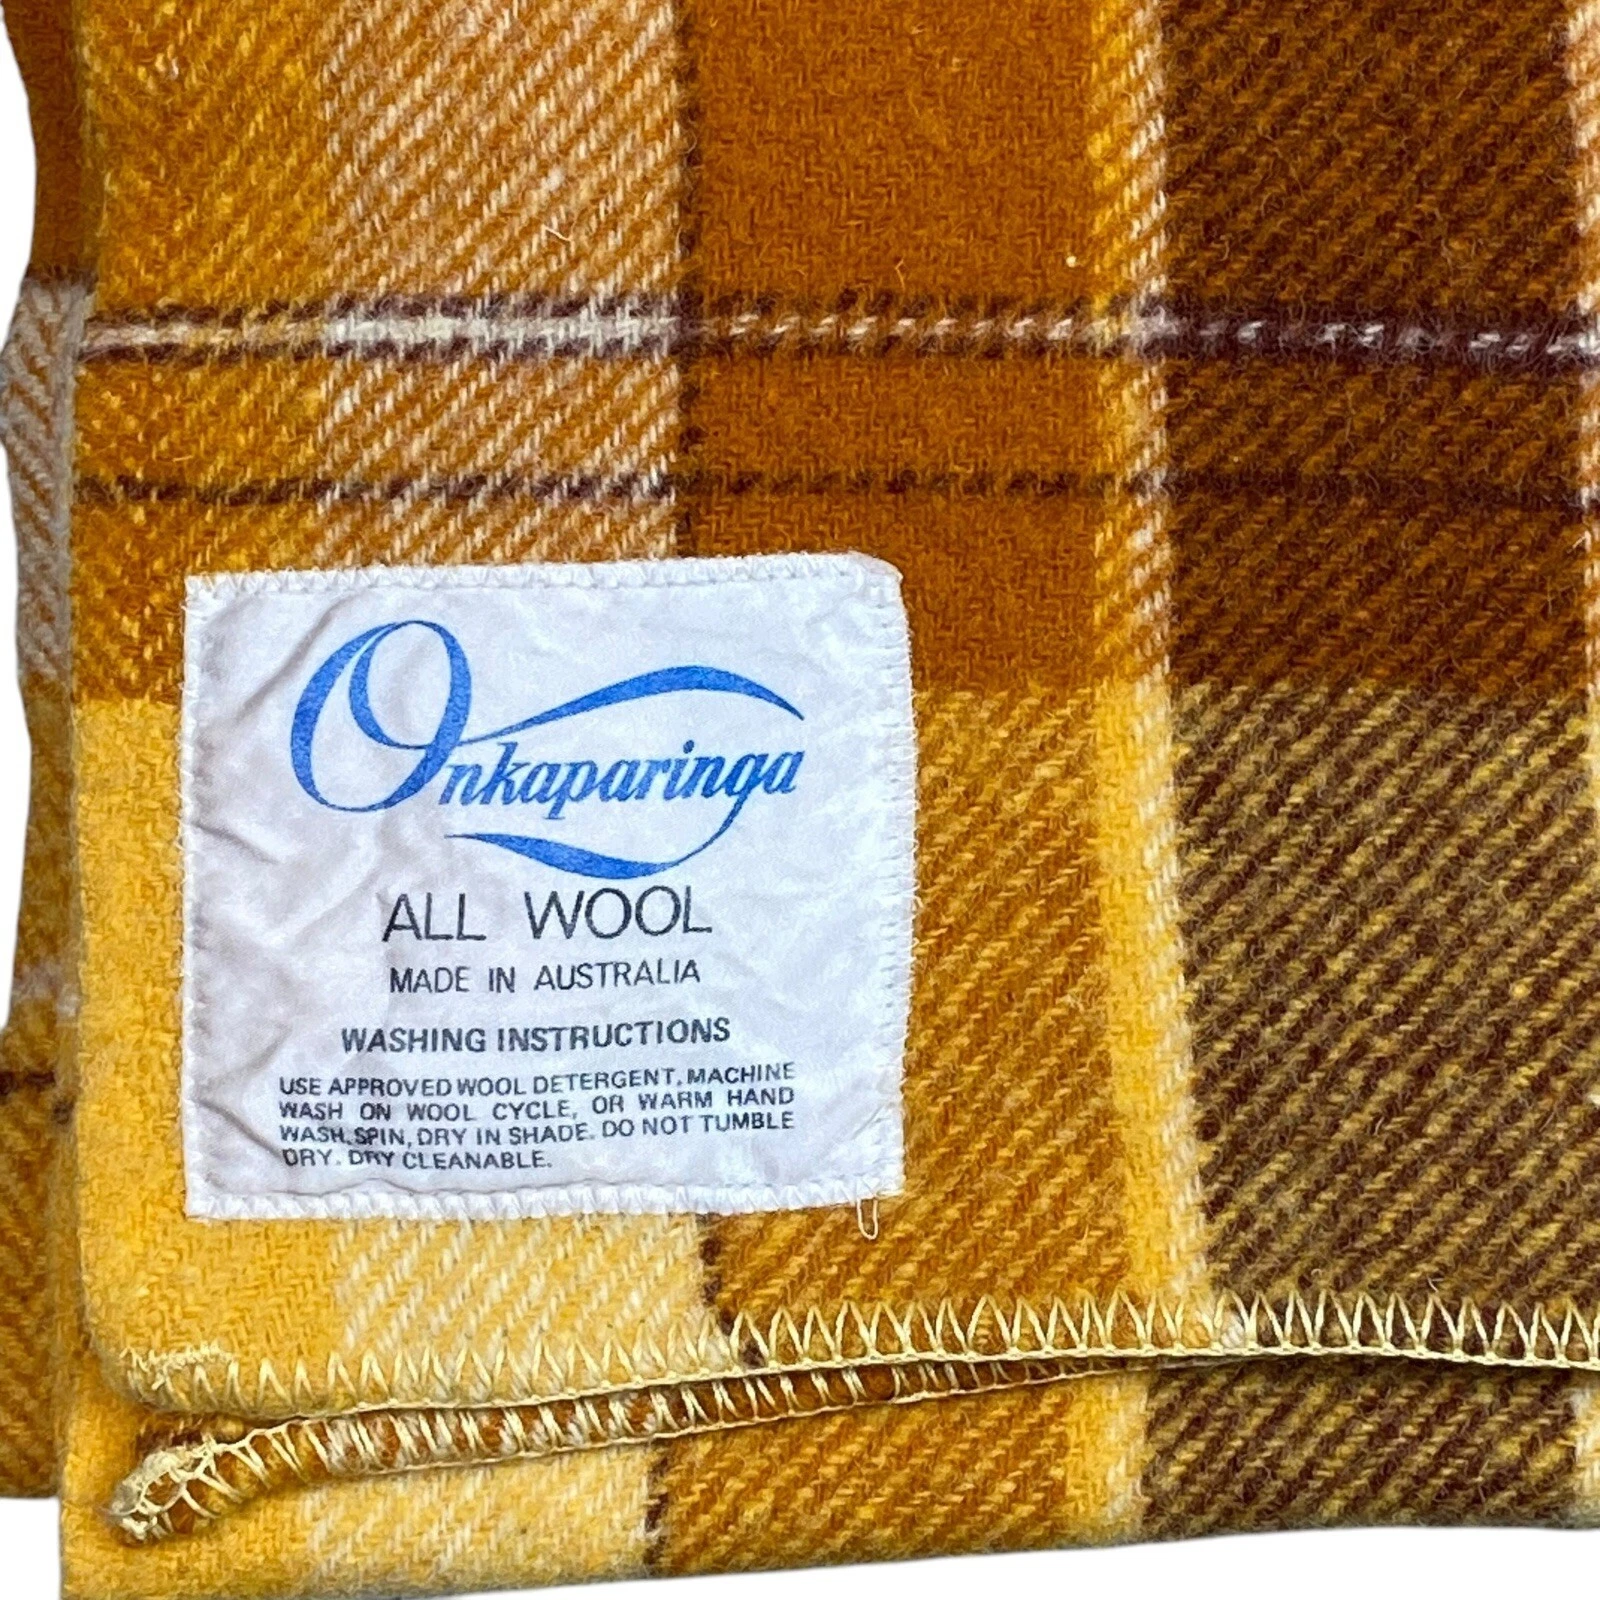 Onkaparinga
ALL WOOL
MADE IN AUSTRALIA
WASHING INSTRUCTIONS
USE APPROVED WOOL DETERGENT. MACHINE
WASH ON WOOL CYCLE, OR WARM HAND
WASH. SPIN, DRY IN SHADE. DO NOT TUMBLE
DRY. DRY CLEANABLE.